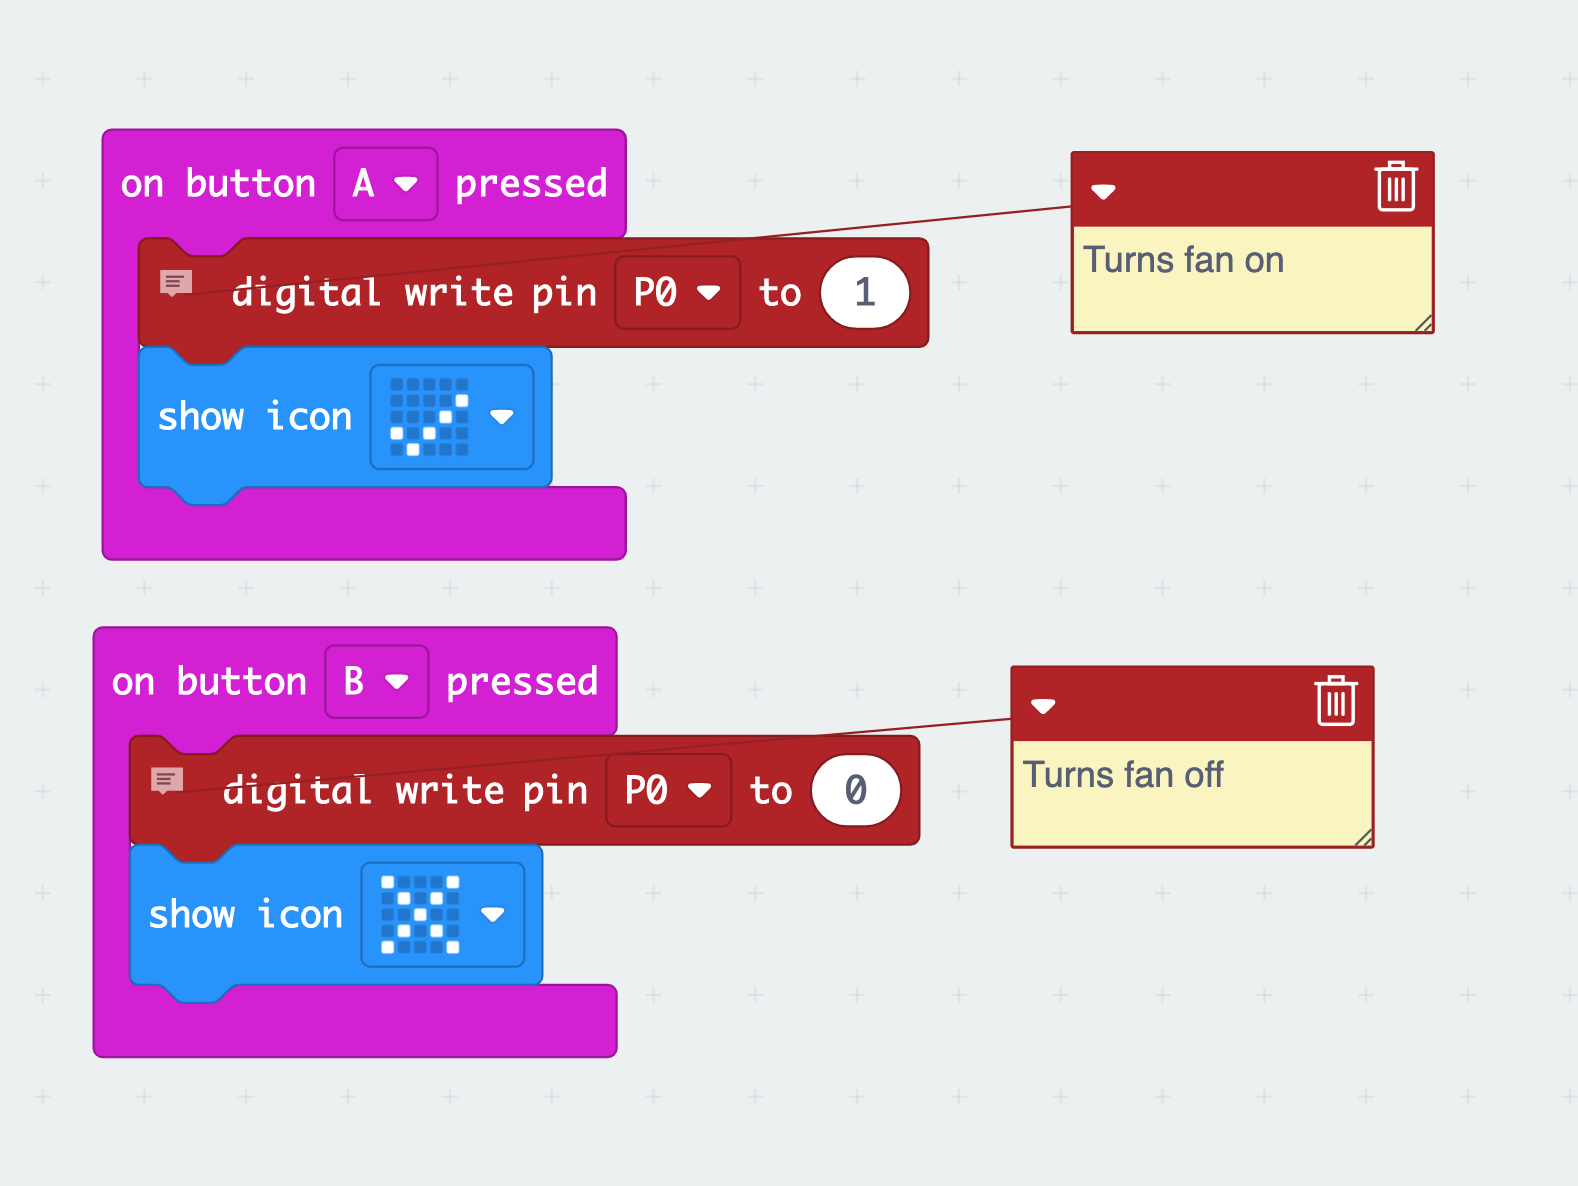 on button A pressed
digital write pin P0 to 1
Turns fan on
show icon
on button B pressed
digital write pin P0 to 0
Turns fan off
show icon